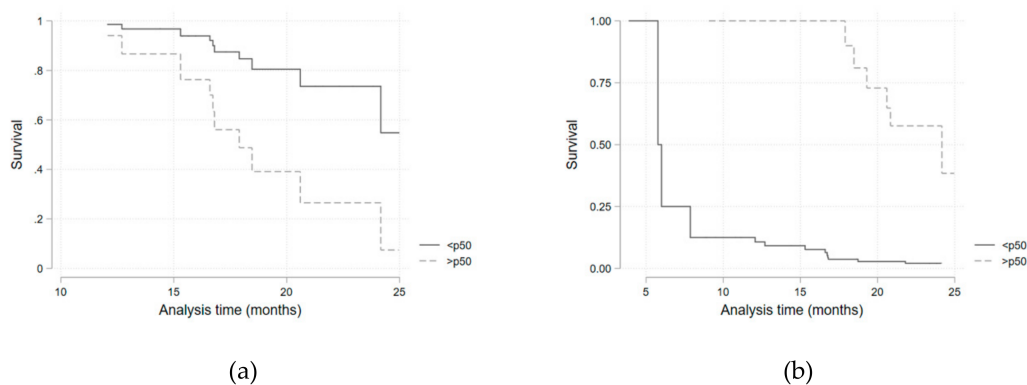 1
.8
.6
.4
.2
0
Survival
10 15 20 25
Analysis time (months)
<p50
>p50
(a)
1.00
0.75
0.50
0.25
0.00
Survival
5 10 15 20 25
Analysis time (months)
<p50
>p50
(b)